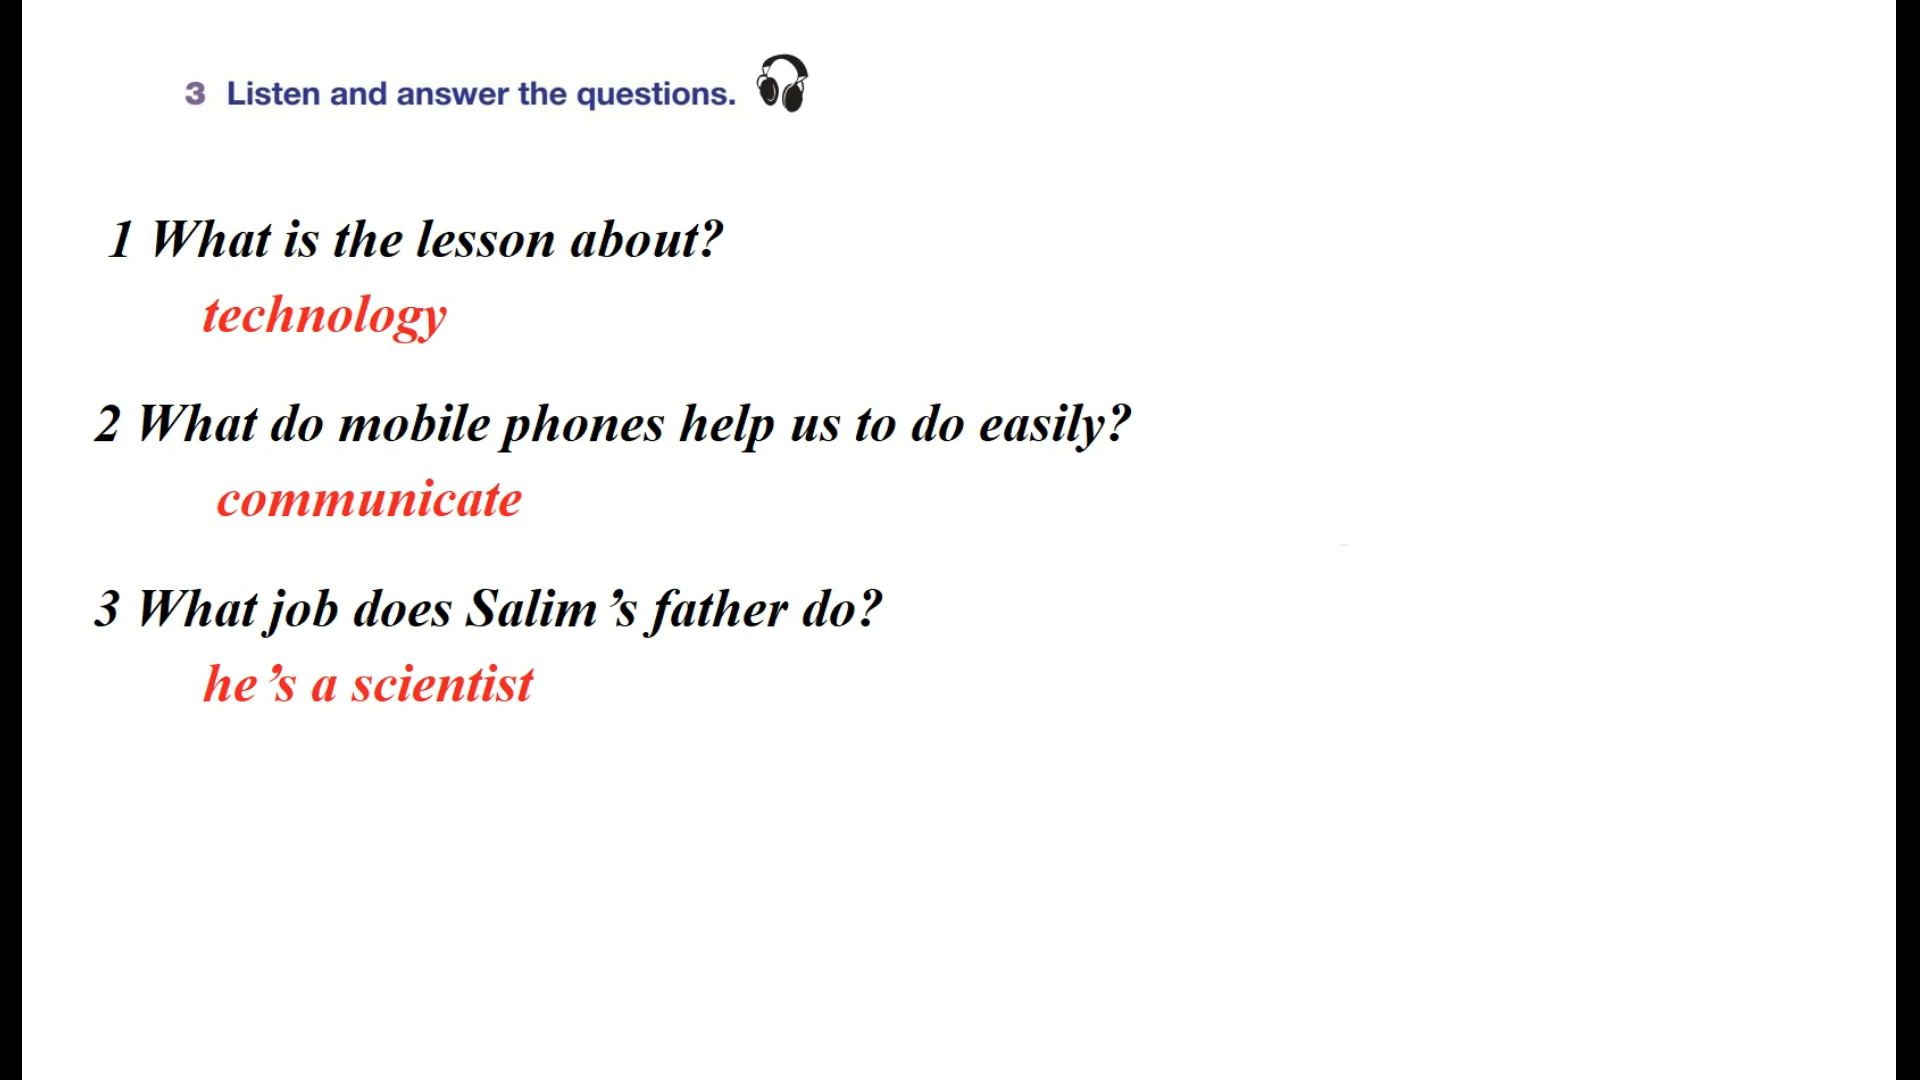 3 Listen and answer the questions.
1 What is the lesson about?
technology
2 What do mobile phones help us to do easily?
communicate
3 What job does Salim’s father do?
he’s a scientist